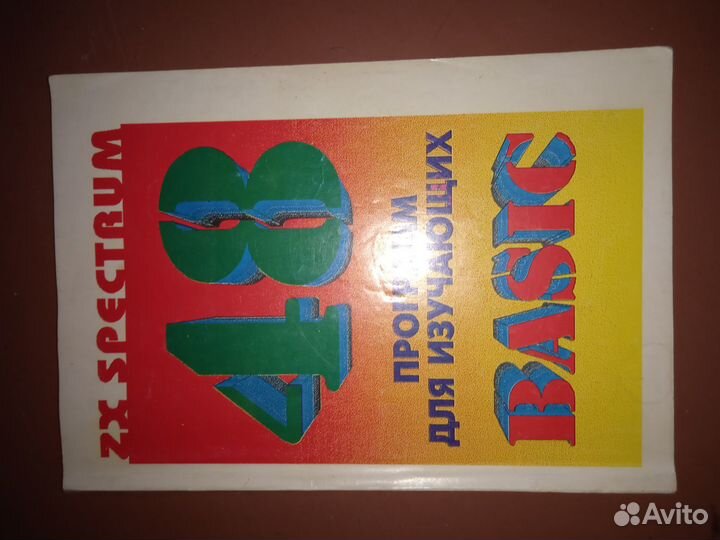 ZX SPECTRUM
48
ПРОГРАММ
ДЛЯ ИЗУЧАЮЩИХ
BASIC
Avito